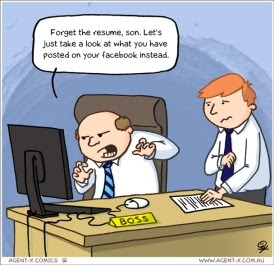 Forget the resume, son. Let's
just take a look at what you have
posted on your facebook instead.
BOSS
AGENT-X COMICS
WWW.AGENT-X.COM.AU